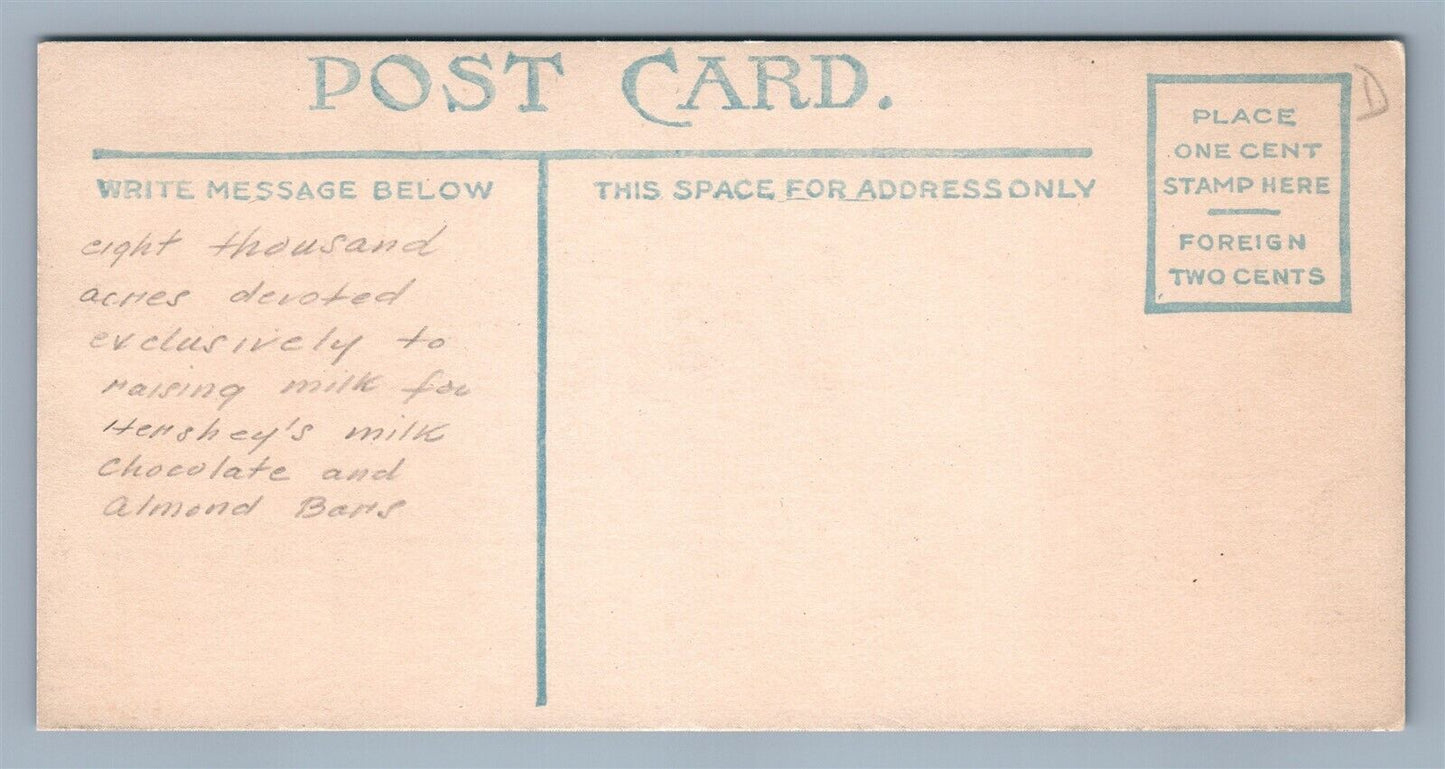 POST CARD.
WRITE MESSAGE BELOW
THIS SPACE FOR ADDRESS ONLY
PLACE
ONE CENT
STAMP HERE
FOREIGN
TWO CENTS
D
eight thousand
acres devoted
exclusively to
raising milk for
Hershey's milk
Chocolate and
Almond Bars